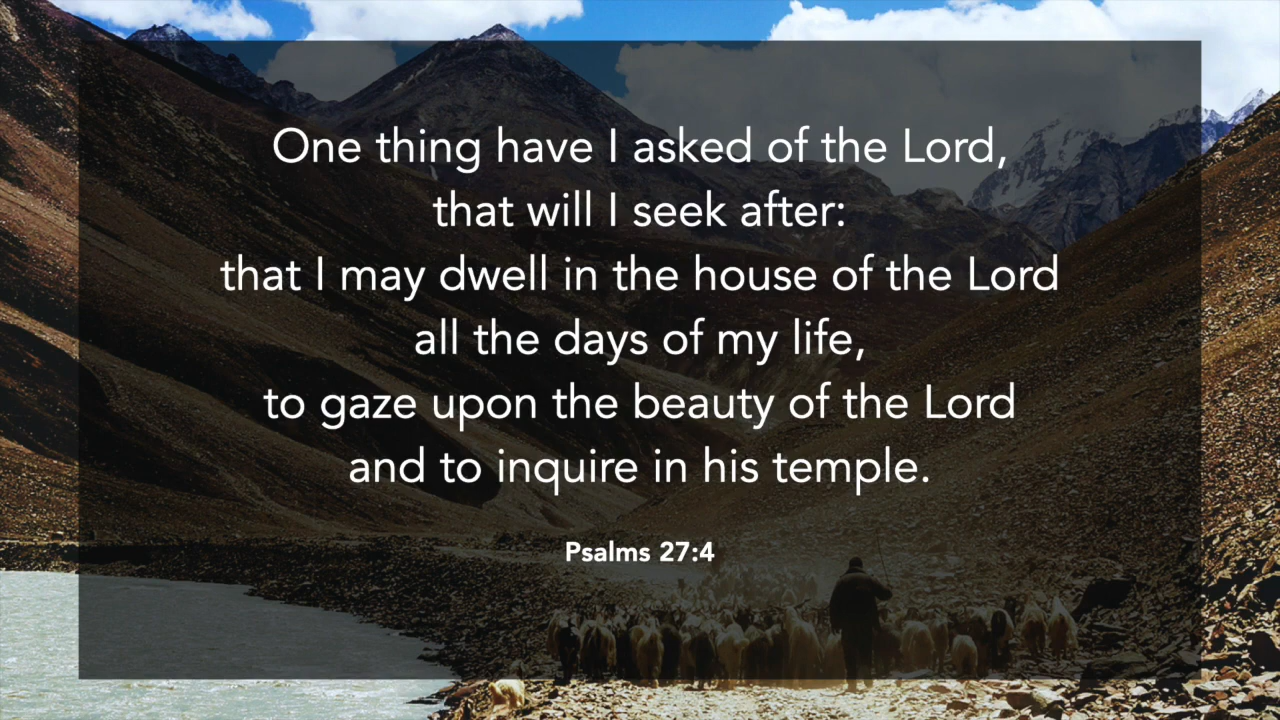 One thing have I asked of the Lord,
that will I seek after:
that I may dwell in the house of the Lord
all the days of my life,
to gaze upon the beauty of the Lord
and to inquire in his temple.
Psalms 27:4